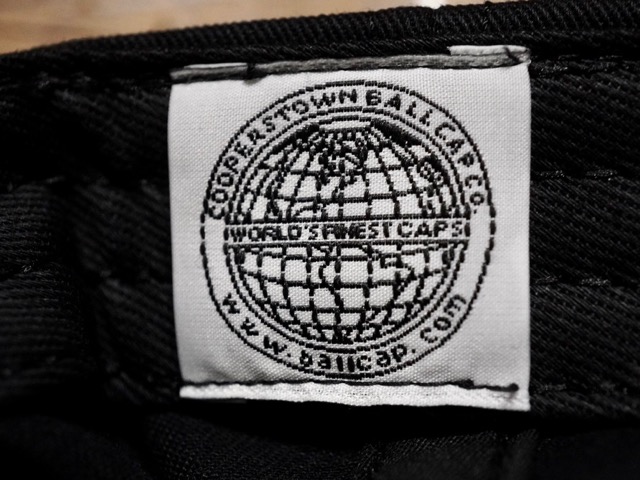 COOPERSTOWN BALL CAP CO.
WORLD'S FINEST CAPS
www.ballcap.com